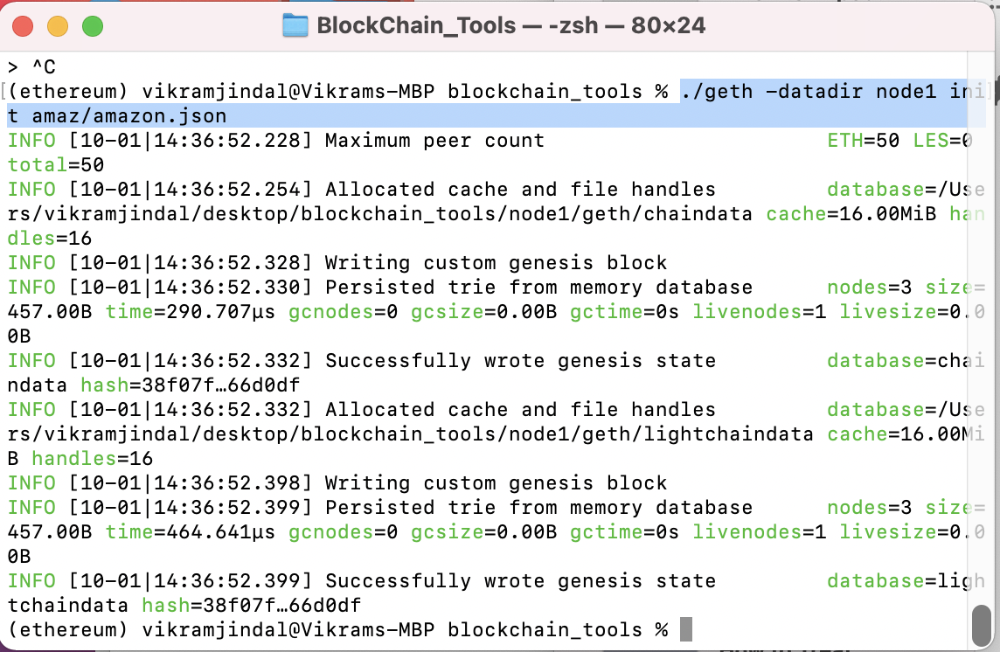 BlockChain_Tools — -zsh — 80×24
> ^C
[(ethereum) vikramjindal@Vikrams-MBP blockchain_tools % ./geth -datadir node1 ini]
t amaz/amazon.json
INFO [10-01|14:36:52.228] Maximum peer count                       ETH=50 LES=0
total=50
INFO [10-01|14:36:52.254] Allocated cache and file handles         database=/Use
rs/vikramjindal/desktop/blockchain_tools/node1/geth/chaindata cache=16.00MiB han
dles=16
INFO [10-01|14:36:52.328] Writing custom genesis block
INFO [10-01|14:36:52.330] Persisted trie from memory database      nodes=3 size=
457.00B time=290.707µs gcnodes=0 gcsize=0.00B gctime=0s livenodes=1 livesize=0.0
0B
INFO [10-01|14:36:52.332] Successfully wrote genesis state         database=chai
ndata hash=38f07f…66d0df
INFO [10-01|14:36:52.332] Allocated cache and file handles         database=/Use
rs/vikramjindal/desktop/blockchain_tools/node1/geth/lightchaindata cache=16.00Mi
B handles=16
INFO [10-01|14:36:52.398] Writing custom genesis block
INFO [10-01|14:36:52.399] Persisted trie from memory database      nodes=3 size=
457.00B time=464.641µs gcnodes=0 gcsize=0.00B gctime=0s livenodes=1 livesize=0.0
0B
INFO [10-01|14:36:52.399] Successfully wrote genesis state         database=ligh
tchaindata hash=38f07f…66d0df
(ethereum) vikramjindal@Vikrams-MBP blockchain_tools %